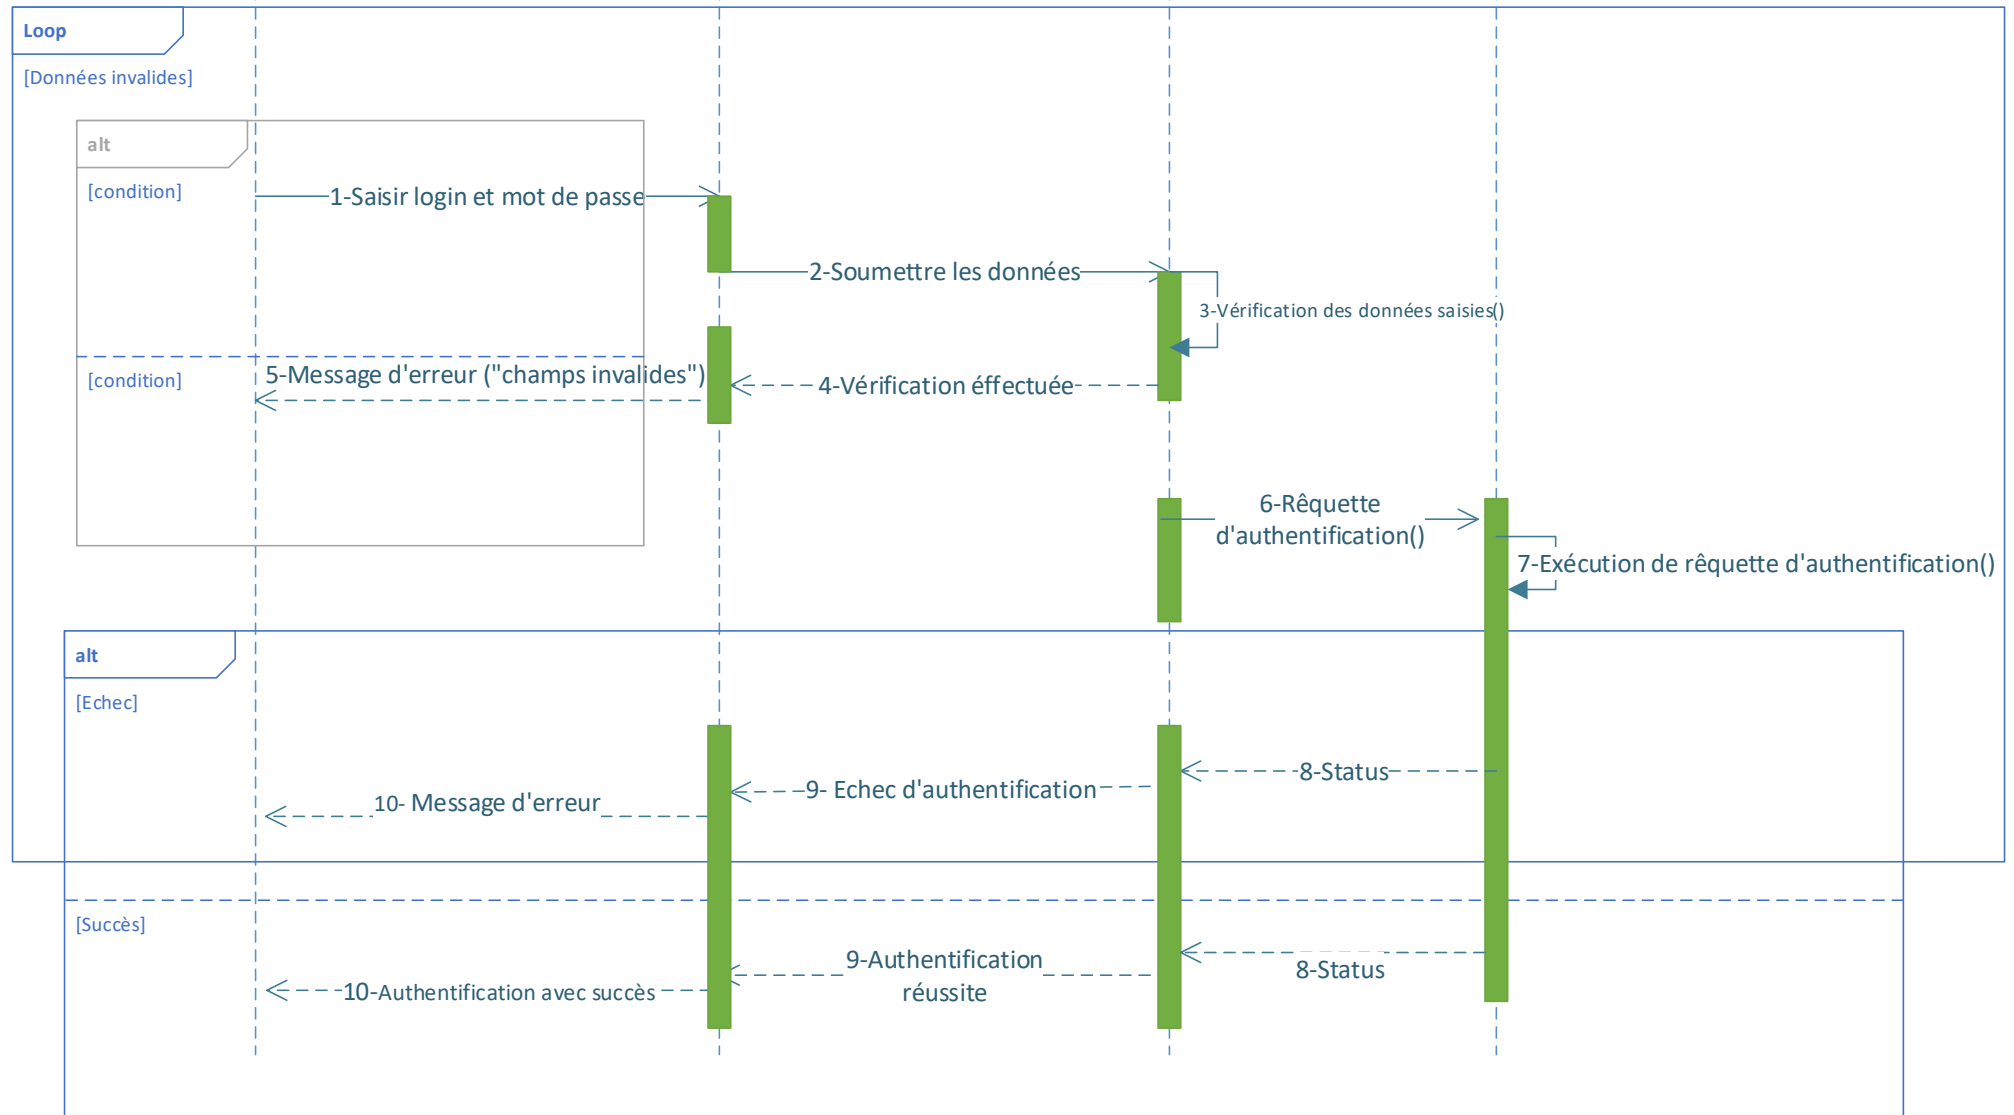 Loop
[Données invalides]
alt
[condition]
1-Saisir login et mot de passe
2-Soumettre les données
3-Vérification des données saisies()
[condition]
5-Message d'erreur ("champs invalides")
4-Vérification éffectuée
6-Rêquette
d'authentification()
7-Exécution de rêquette d'authentification()
alt
[Echec]
8-Status
9- Echec d'authentification
10- Message d'erreur
[Succès]
8-Status
9-Authentification
réussite
10-Authentification avec succès